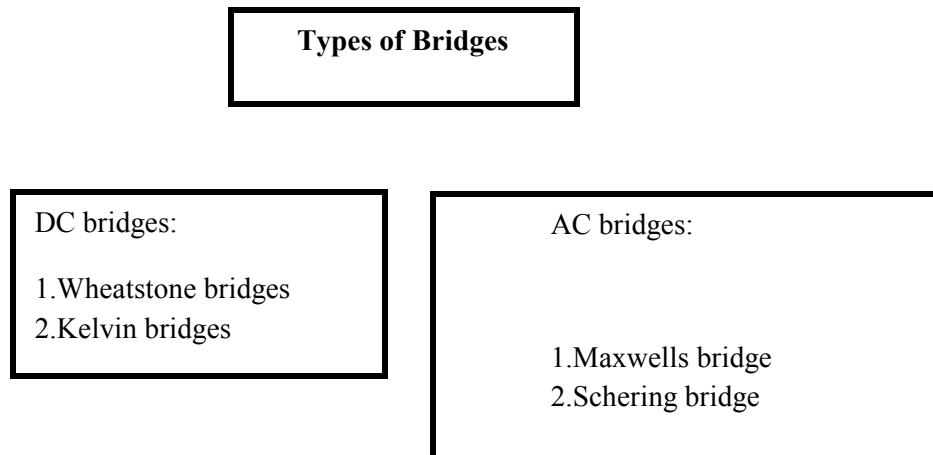 Types of Bridges
DC bridges:
1.Wheatstone bridges
2.Kelvin bridges
AC bridges:
1.Maxwells bridge
2.Schering bridge